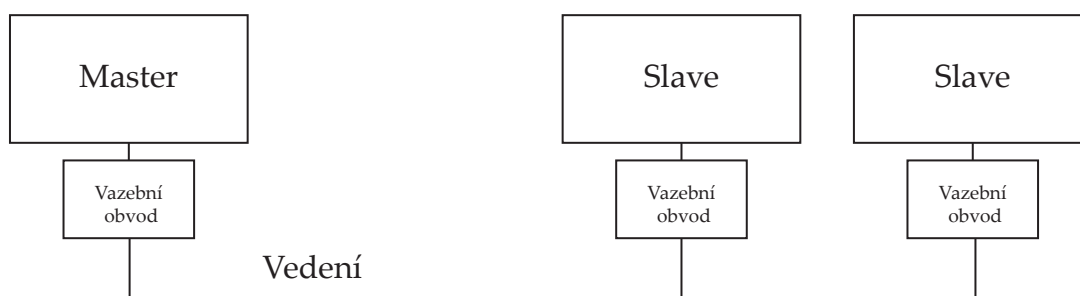 Master
Slave
Slave
Vazební
obvod
Vazební
obvod
Vazební
obvod
Vedení